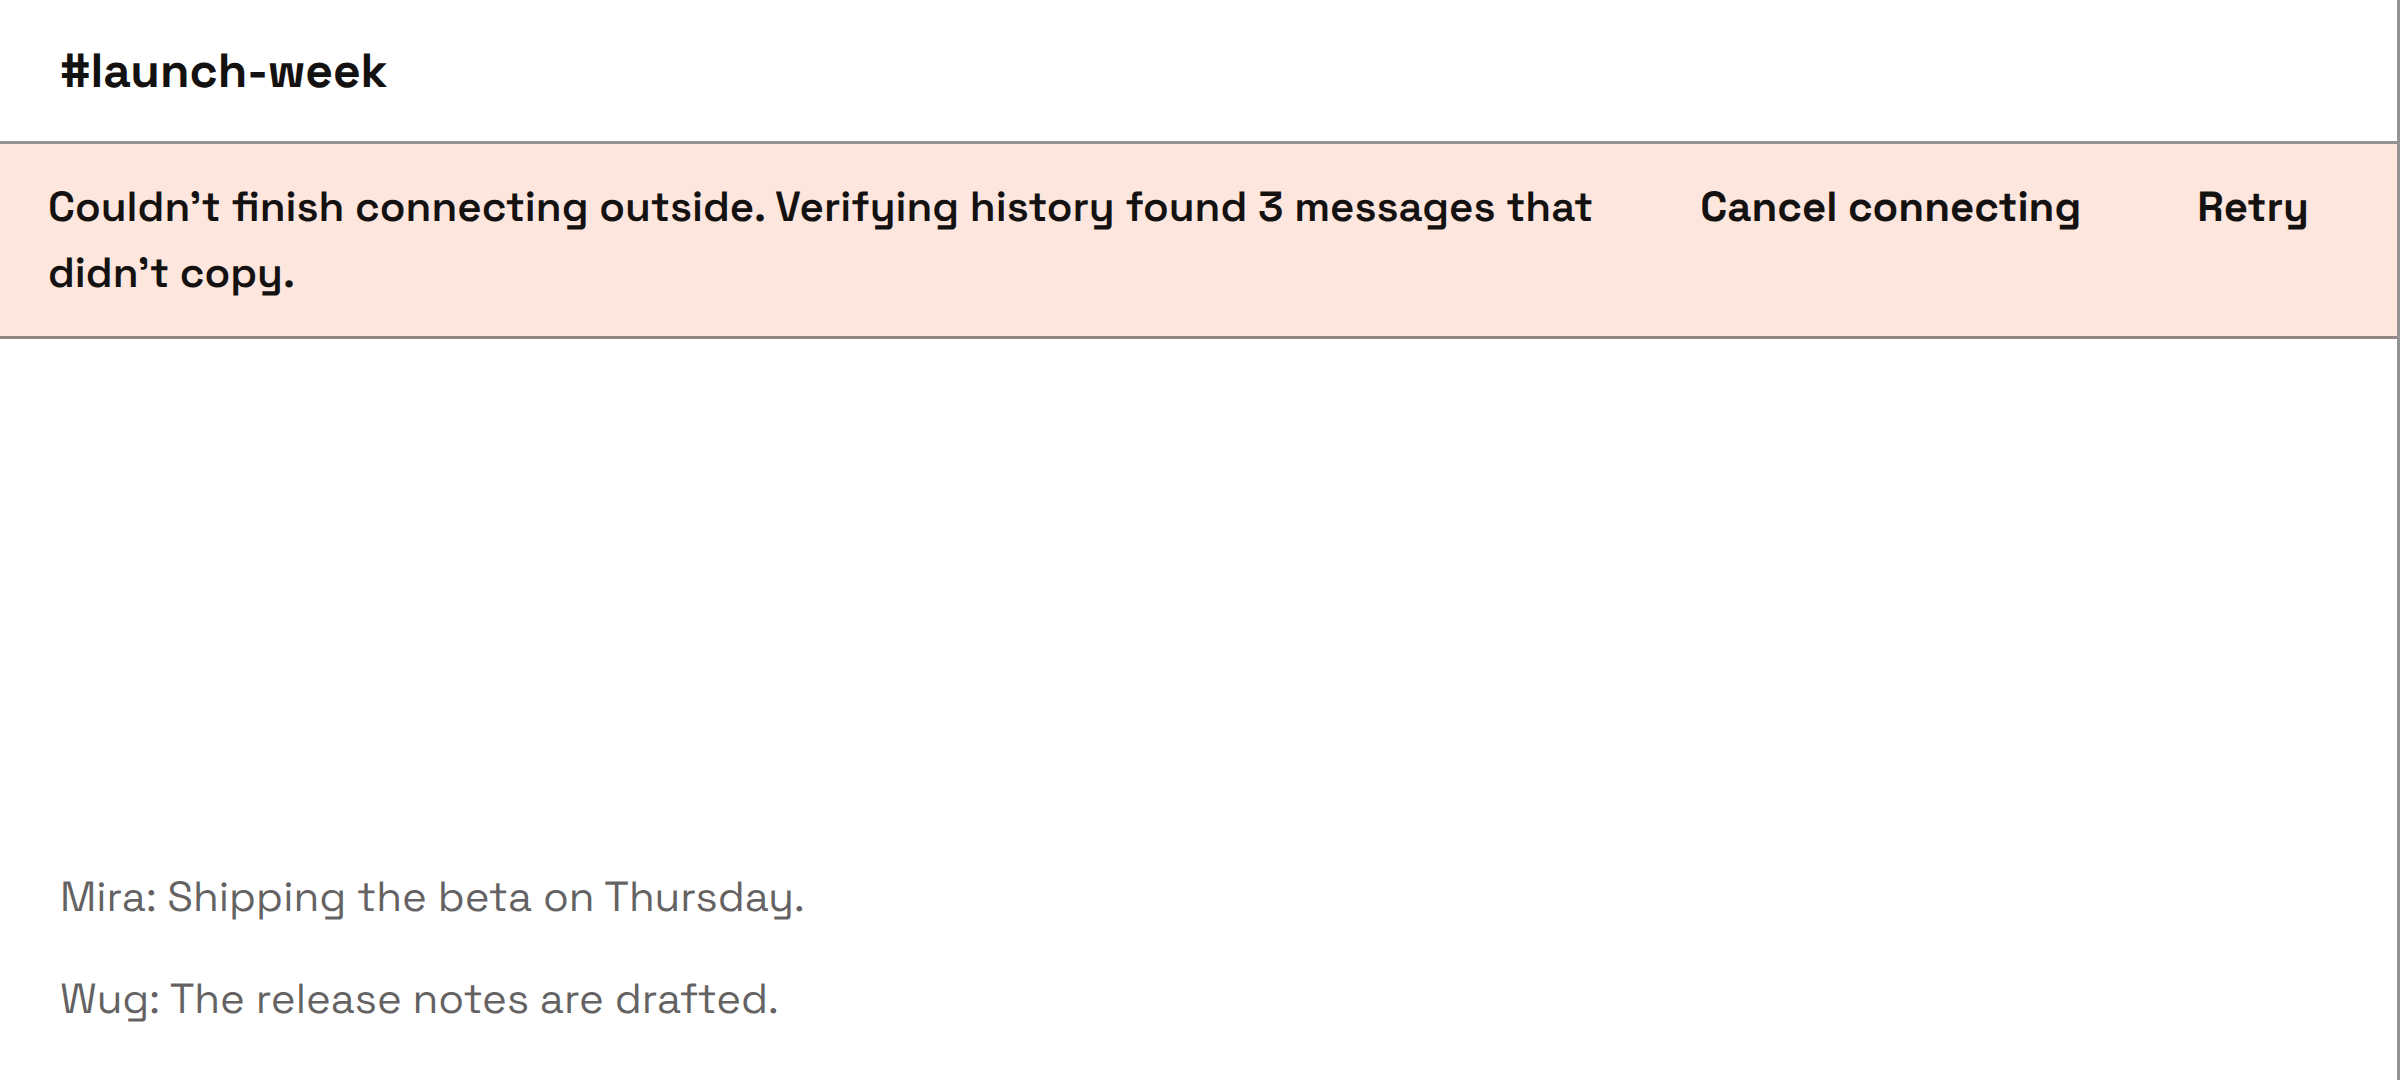 #launch-week
Couldn’t finish connecting outside. Verifying history found 3 messages that
didn’t copy.
Cancel connecting
Retry
Mira: Shipping the beta on Thursday.
Wug: The release notes are drafted.